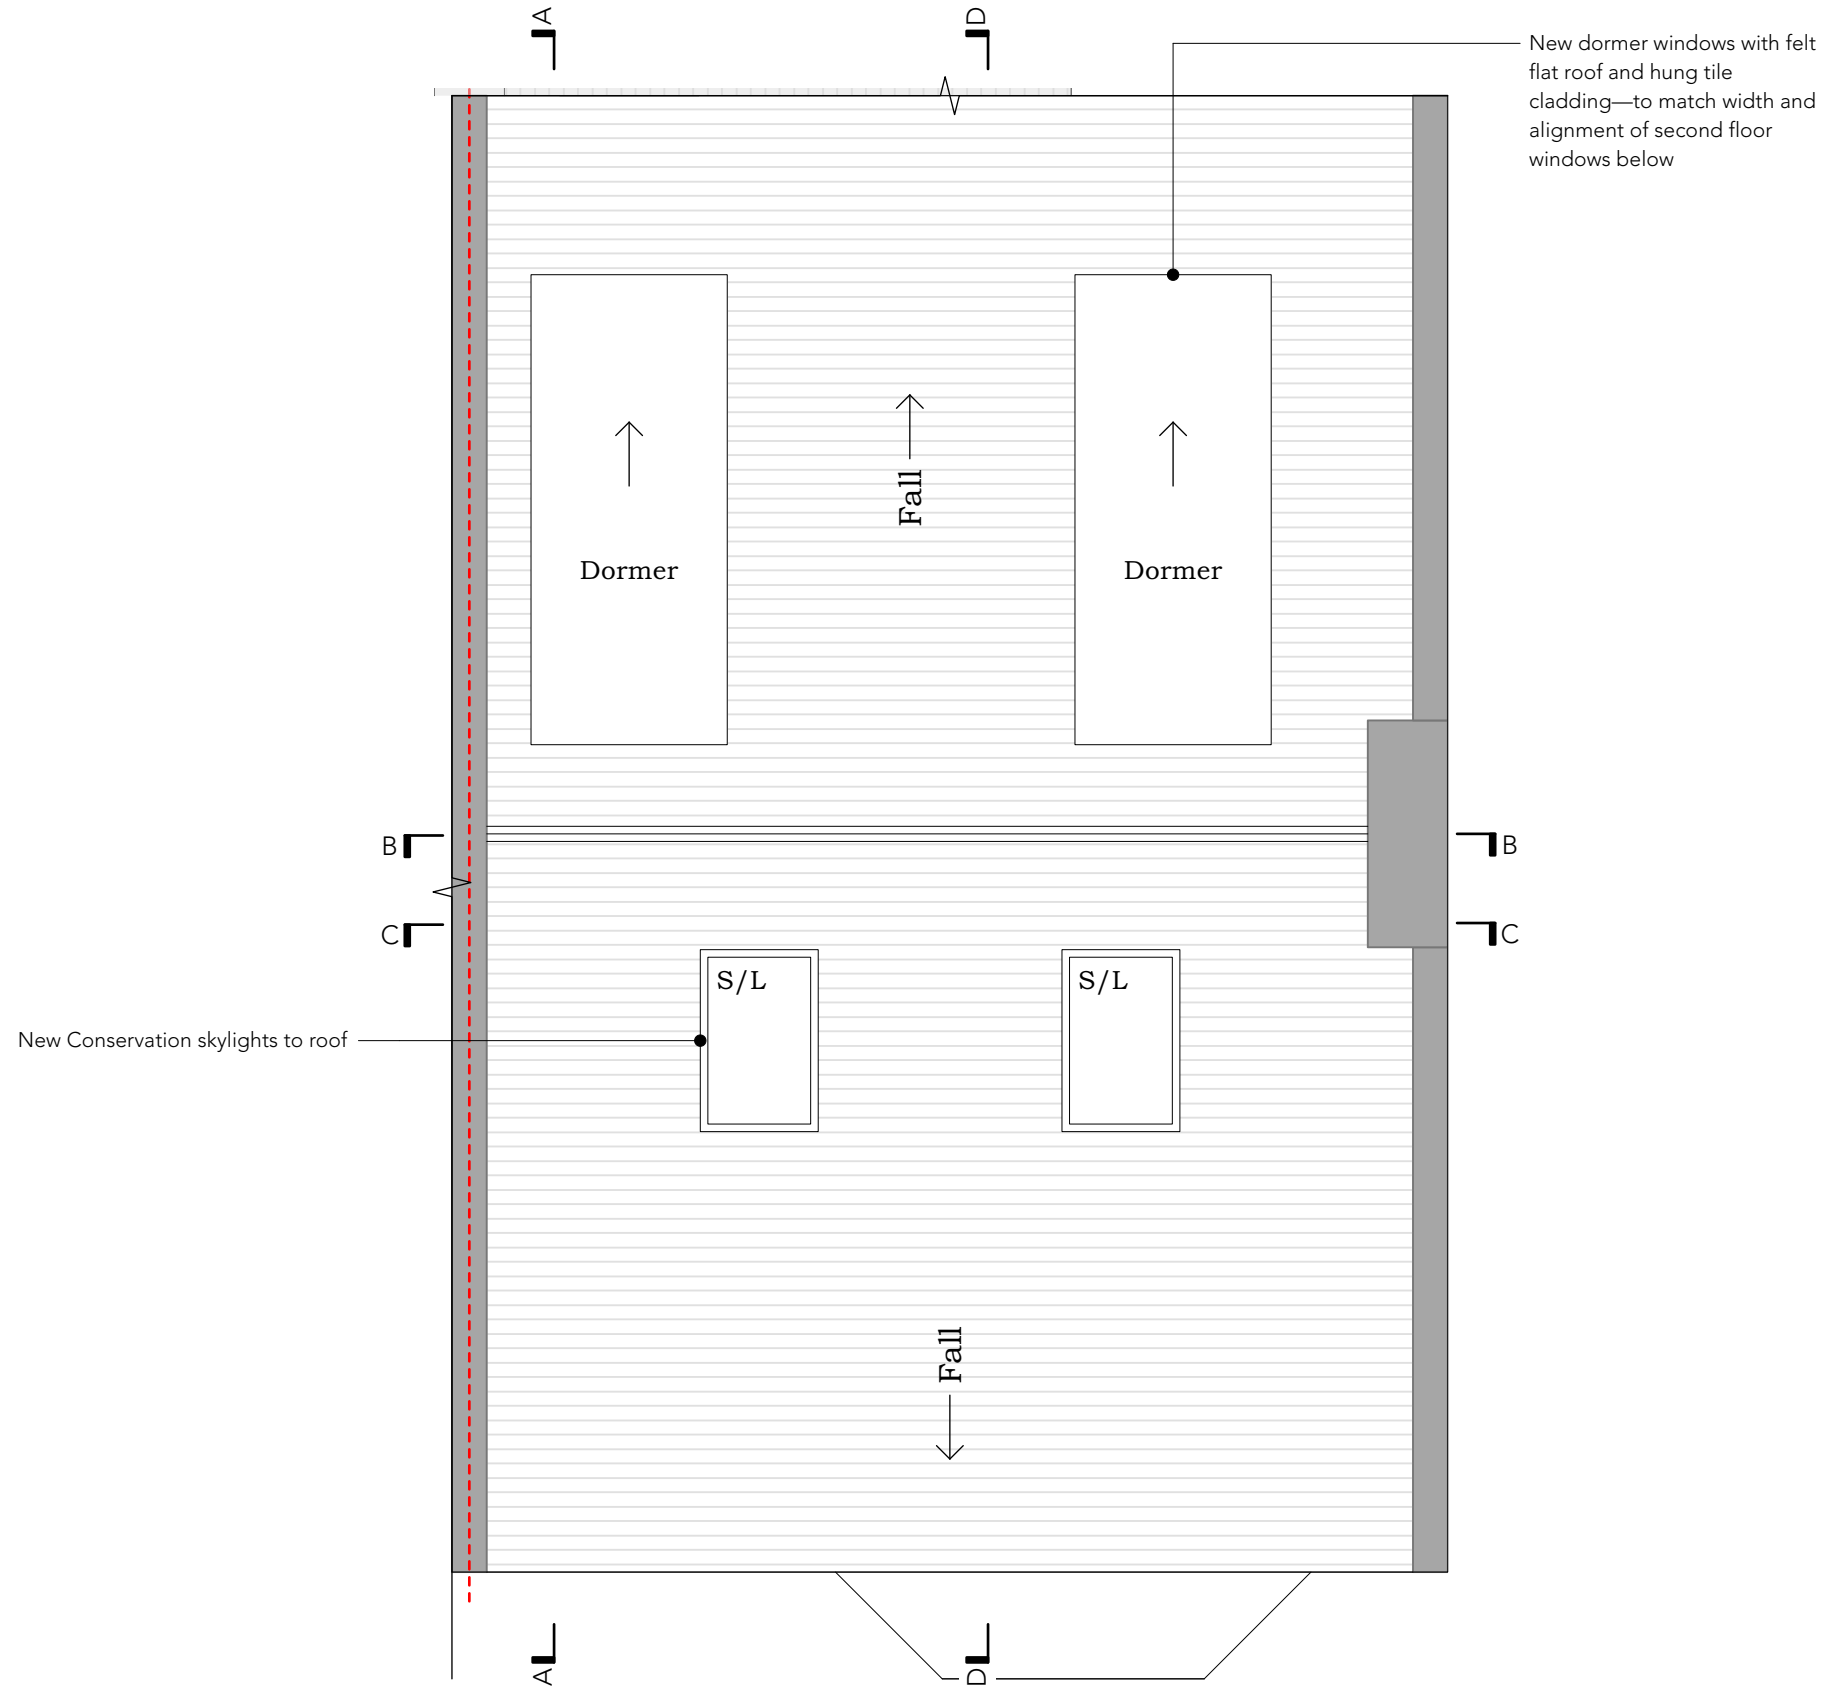 A
D
New dormer windows with felt
flat roof and hung tile
cladding—to match width and
alignment of second floor
windows below
Fall
Dormer
Dormer
B
B
C
C
S/L
S/L
New Conservation skylights to roof
Fall
A
D